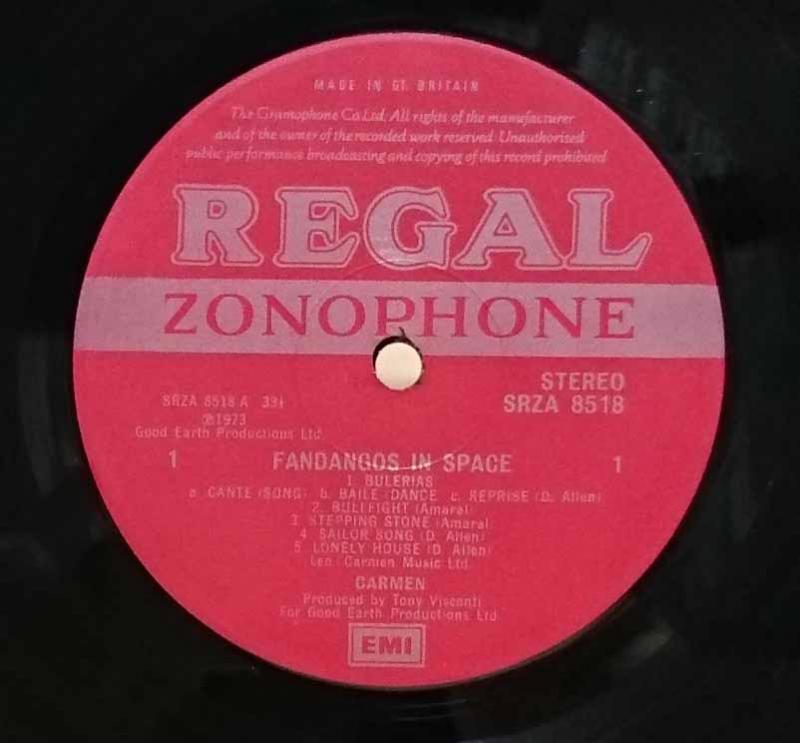 MADE IN GT. BRITAIN
The Gramophone Co.Ltd. All rights of the manufacturer
and of the owner of the recorded work reserved. Unauthorised
public performance broadcasting and copying of this record prohibited
REGAL
ZONOPHONE
STEREO
SRZA 8518
SRZA 8518 A 33⅓
℗1973
Good Earth Productions Ltd.
1 FANDANGOS IN SPACE 1
1. BULERIAS
a. CANTE (SONG) b. BAILE (DANCE) c. REPRISE (D. Allen)
2. BULLFIGHT (Amaral)
3. STEPPING STONE (Amaral)
4. SAILOR SONG (D. Allen)
5. LONELY HOUSE (D. Allen)
Leo/Carmen Music Ltd.
CARMEN
Produced by Tony Visconti
For Good Earth Productions Ltd.
EMI